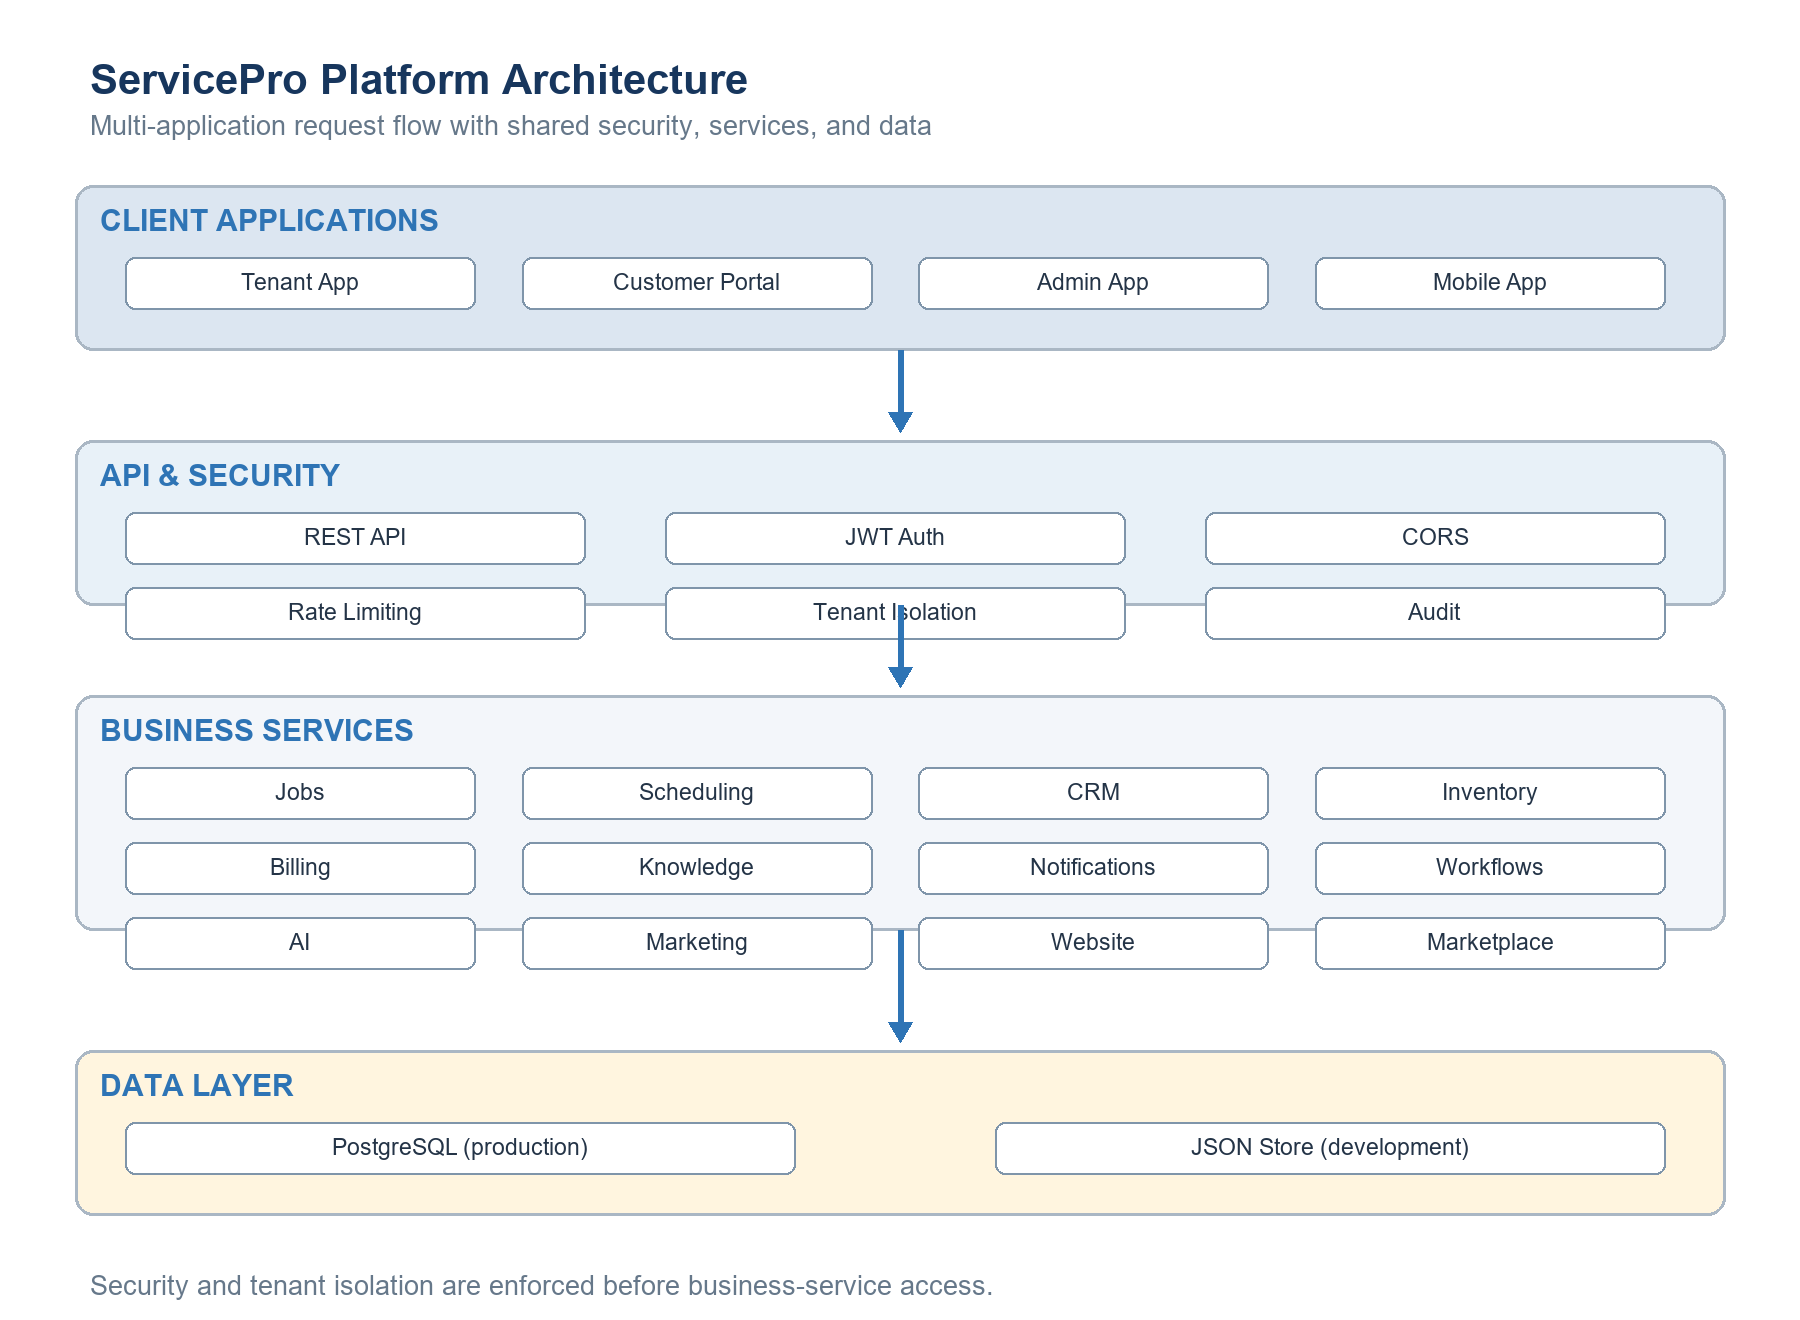 ServicePro Platform Architecture
Multi-application request flow with shared security, services, and data
CLIENT APPLICATIONS
Tenant App
Customer Portal
Admin App
Mobile App
API & SECURITY
REST API
JWT Auth
CORS
Rate Limiting
Tenant Isolation
Audit
BUSINESS SERVICES
Jobs
Scheduling
CRM
Inventory
Billing
Knowledge
Notifications
Workflows
AI
Marketing
Website
Marketplace
DATA LAYER
PostgreSQL (production)
JSON Store (development)
Security and tenant isolation are enforced before business-service access.